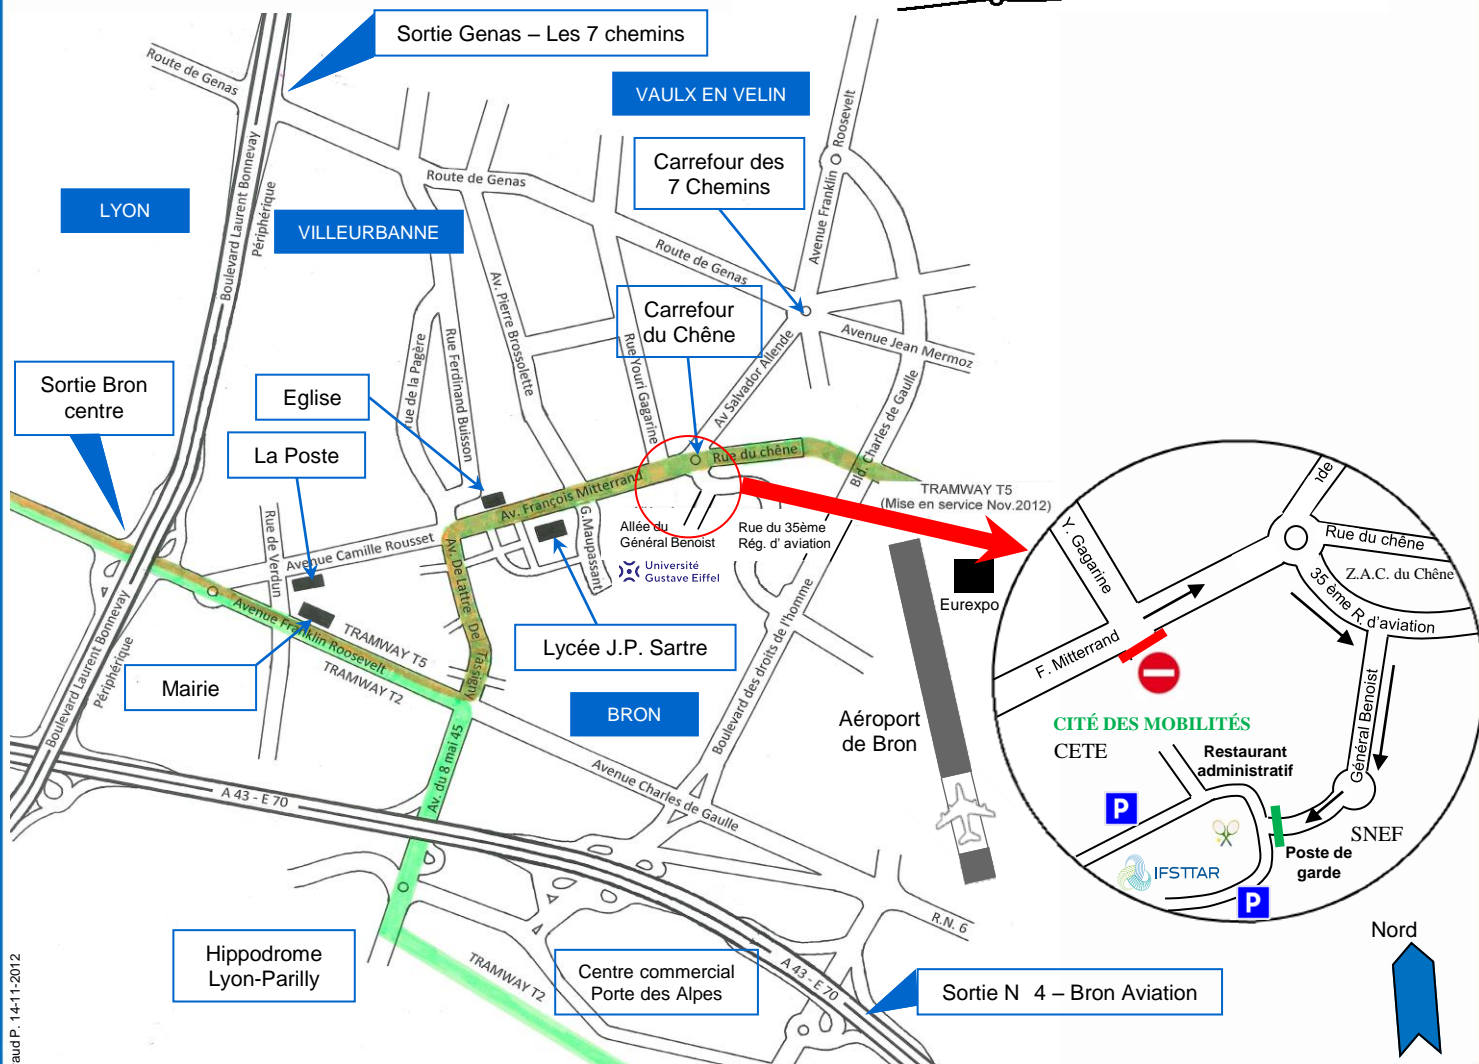 Sortie Genas – Les 7 chemins
Route de Genas
VAULX EN VELIN
Avenue Franklin Roosevelt
Carrefour des
7 Chemins
Boulevard Laurent Bonnevay
Périphérique
Route de Genas
LYON
VILLEURBANNE
Route de Genas
Av. Pierre Brossolette
Carrefour
du Chêne
Avenue Jean Mermoz
Rue Ferdinand Buisson
Rue Youri Gagarine
Av Salvador Allende
ue de la Pagère
Sortie Bron
centre
Eglise
Bld. Charles de Gaulle
La Poste
Rue du chêne
Av. François Mitterrand
TRAMWAY T5
(Mise en service Nov.2012)
Rue de Verdun
Avenue Camille Rousset
G.Maupassant
Allée du
Général Benoist
Rue du 35ème
Rég. d' aviation
Université
Gustave Eiffel
Av. De Lattre De Tassigny
Eurexpo
Avenue Franklin Roosevelt
TRAMWAY T5
TRAMWAY T2
Lycée J.P. Sartre
Boulevard des droits de l'homme
Boulevard Laurent Bonnevay
Périphérique
Mairie
BRON
Aéroport
de Bron
Av. du 8 mai 45
A 43 - E 70
Avenue Charles de Gaulle
R.N. 6
Hippodrome
Lyon-Parilly
TRAMWAY T2
Centre commercial
Porte des Alpes
A 43 - E 70
Sortie N 4 – Bron Aviation
Y. Gagarine
nde
Rue du chêne
Z.A.C. du Chêne
35 ème R. d'aviation
F. Mitterrand
CITÉ DES MOBILITÉS
CETE
Restaurant
administratif
Général Benoist
P
SNEF
Poste de
garde
IFSTTAR
P
Nord
aud P. 14-11-2012